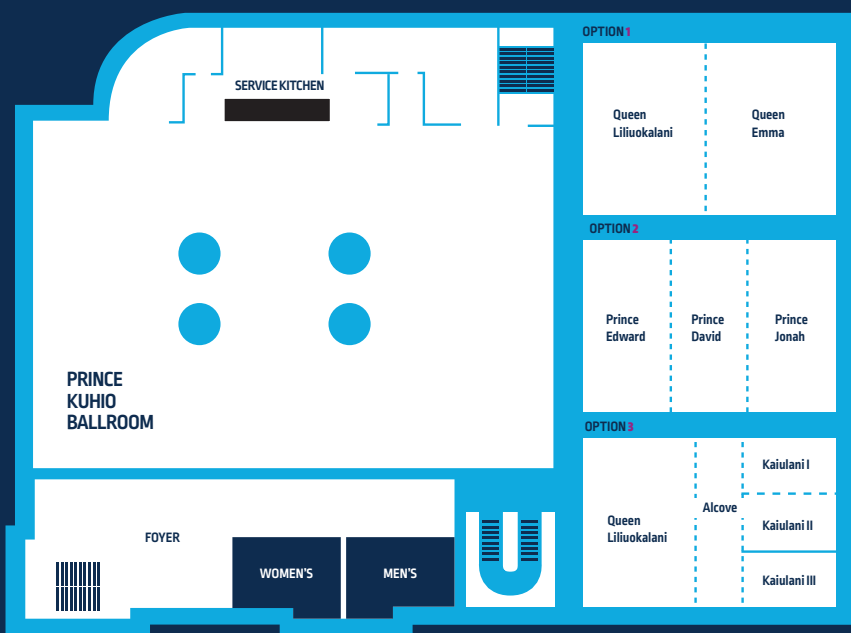 SERVICE KITCHEN
PRINCE
KUHIO
BALLROOM
FOYER
WOMEN'S
MEN'S
OPTION 1
Queen
Liliuokalani
Queen
Emma
OPTION 2
Prince
Edward
Prince
David
Prince
Jonah
OPTION 3
Queen
Liliuokalani
Alcove
Kaiulani I
Kaiulani II
Kaiulani III